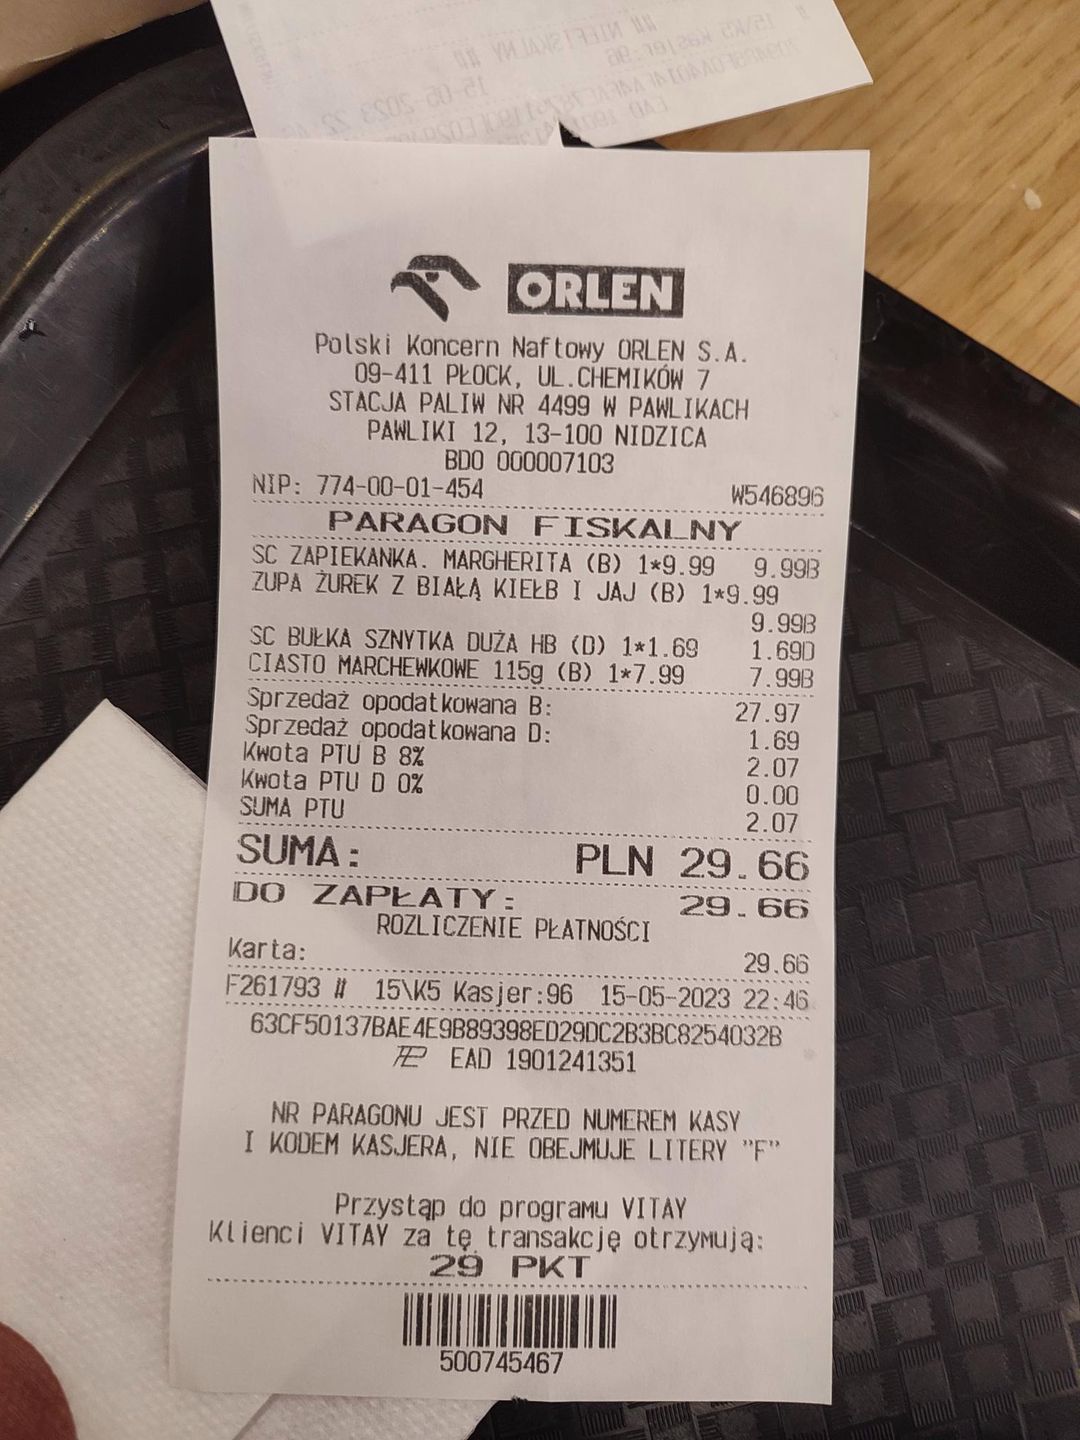 ORLEN
Polski Koncern Naftowy ORLEN S.A.
09-411 PŁOCK, UL.CHEMIKÓW 7
STACJA PALIW NR 4499 W PAWLIKACH
PAWLIKI 12, 13-100 NIDZICA
BDO 000007103
NIP: 774-00-01-454 W546896
PARAGON FISKALNY
SC ZAPIEKANKA. MARGHERITA (B) 1*9.99 9.99B
ZUPA ŻUREK Z BIAŁĄ KIEŁB I JAJ (B) 1*9.99
9.99B
SC BUŁKA SZNYTKA DUŻA HB (D) 1*1.69 1.69D
CIASTO MARCHEWKOWE 115g (B) 1*7.99 7.99B
Sprzedaż opodatkowana B: 27.97
Sprzedaż opodatkowana D: 1.69
Kwota PTU B 8% 2.07
Kwota PTU D 0% 0.00
SUMA PTU 2.07
SUMA: PLN 29.66
DO ZAPŁATY: 29.66
ROZLICZENIE PŁATNOŚCI
Karta: 29.66
F261793 # 15\K5 Kasjer:96 15-05-2023 22:46
63CF50137BAE4E9B89398ED29DC2B3BC8254032B
EAD 1901241351
NR PARAGONU JEST PRZED NUMEREM KASY
I KODEM KASJERA, NIE OBEJMUJE LITERY "F"
Przystąp do programu VITAY
Klienci VITAY za tę transakcję otrzymują:
29 PKT
500745467